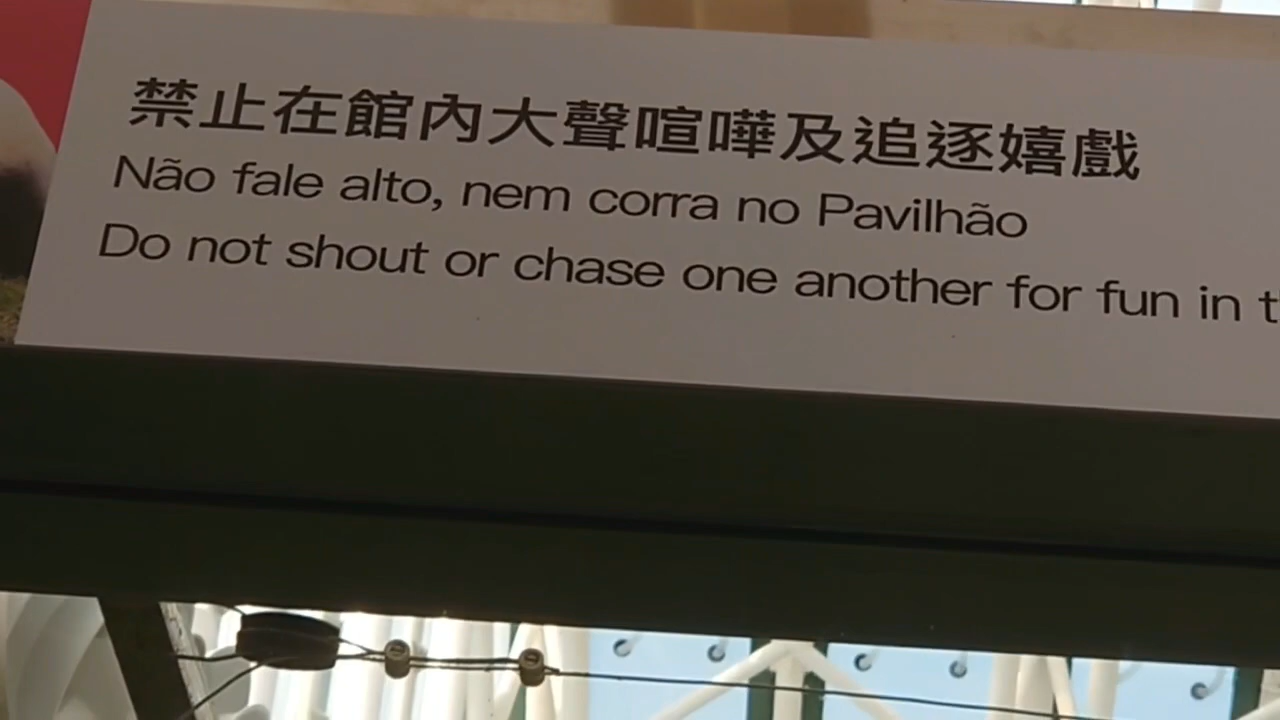 禁止在館內大聲喧嘩及追逐嬉戲
Não fale alto, nem corra no Pavilhão
Do not shout or chase one another for fun in